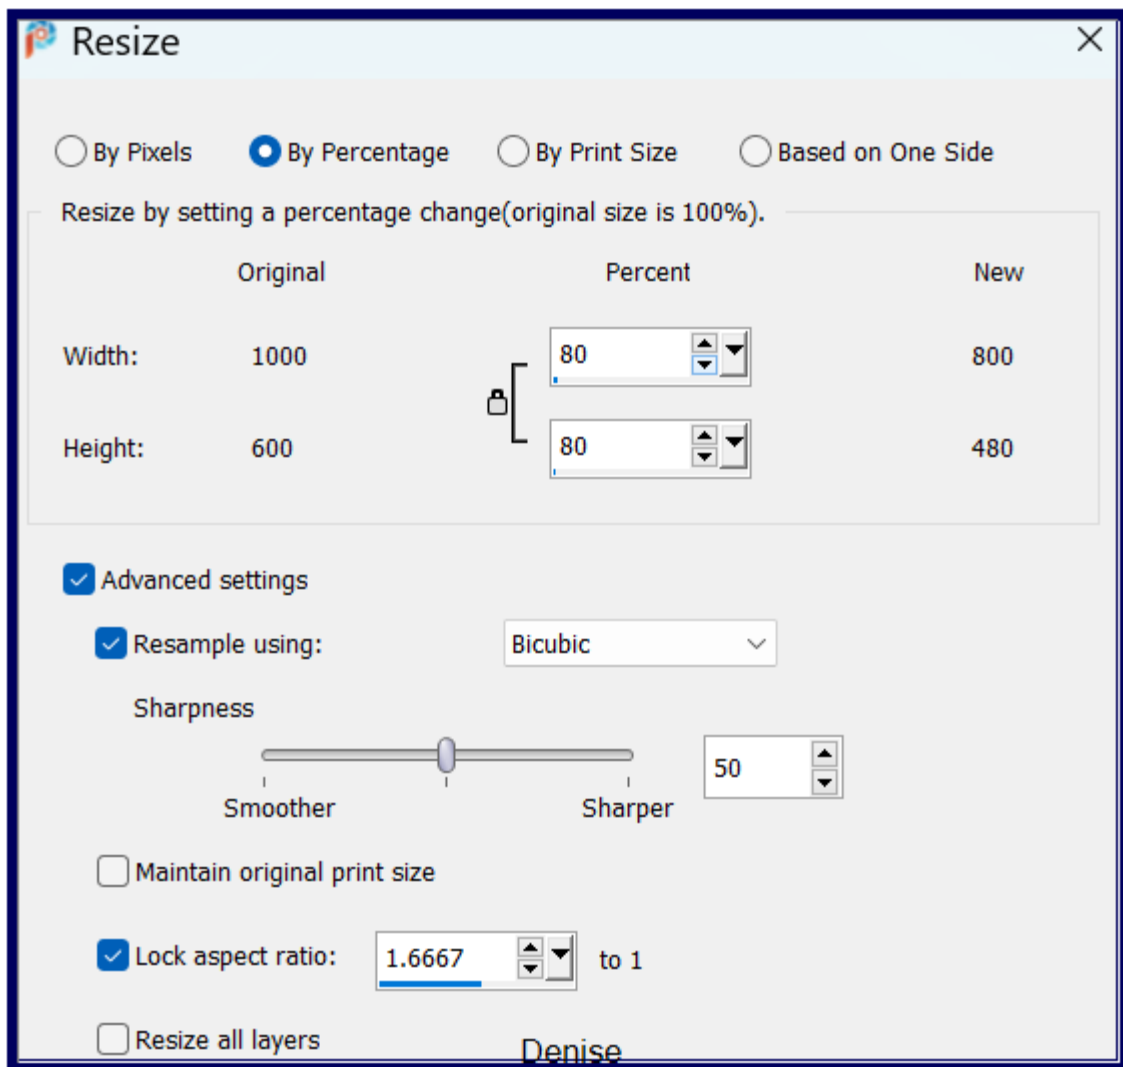 Resize
By Pixels By Percentage By Print Size Based on One Side
Resize by setting a percentage change(original size is 100%).
Original Percent New
Width: 1000 80 800
Height: 600 80 480
Advanced settings
Resample using: Bicubic
Sharpness
50
Smoother Sharper
Maintain original print size
Lock aspect ratio: 1.6667 to 1
Resize all layers
Denise